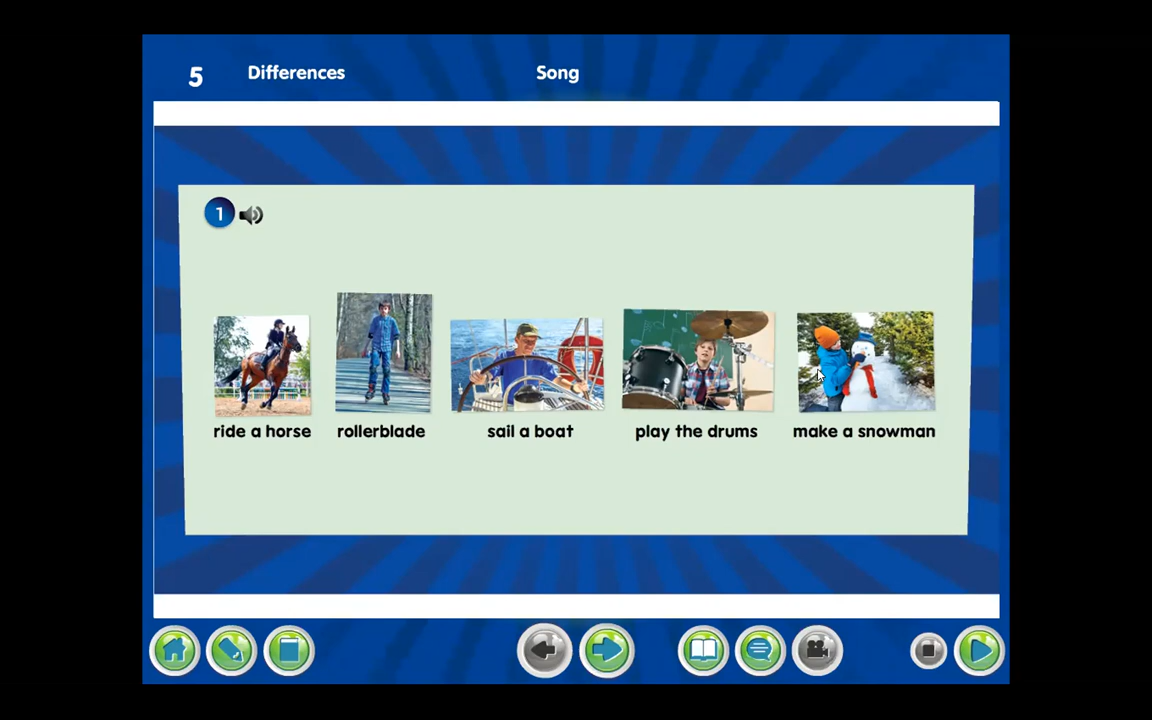 5 Differences Song
1
ride a horse rollerblade sail a boat play the drums make a snowman